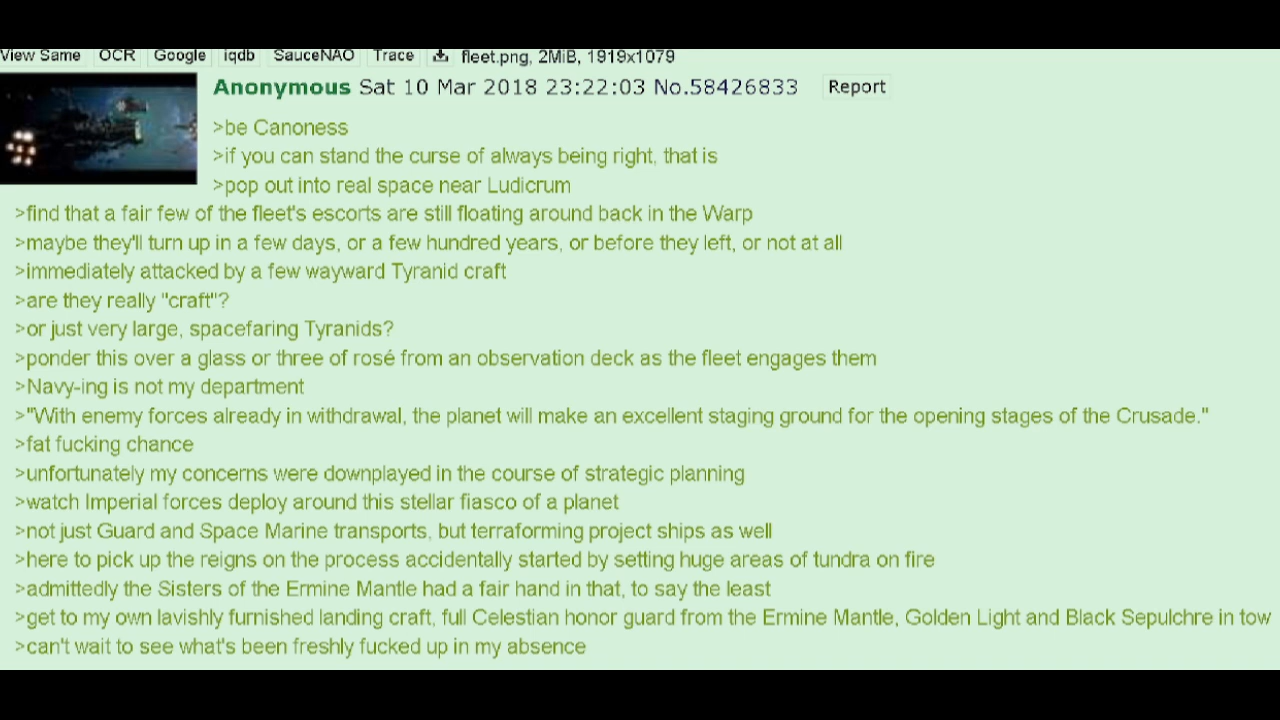 View Same OCR Google iqdb SauceNAO Trace fleet.png, 2MiB, 1919x1079
Anonymous Sat 10 Mar 2018 23:22:03 No.58426833 Report
>be Canoness
>if you can stand the curse of always being right, that is
>pop out into real space near Ludicrum
>find that a fair few of the fleet's escorts are still floating around back in the Warp
>maybe they'll turn up in a few days, or a few hundred years, or before they left, or not at all
>immediately attacked by a few wayward Tyranid craft
>are they really "craft"?
>or just very large, spacefaring Tyranids?
>ponder this over a glass or three of rosé from an observation deck as the fleet engages them
>Navy-ing is not my department
>"With enemy forces already in withdrawal, the planet will make an excellent staging ground for the opening stages of the Crusade."
>fat fucking chance
>unfortunately my concerns were downplayed in the course of strategic planning
>watch Imperial forces deploy around this stellar fiasco of a planet
>not just Guard and Space Marine transports, but terraforming project ships as well
>here to pick up the reigns on the process accidentally started by setting huge areas of tundra on fire
>admittedly the Sisters of the Ermine Mantle had a fair hand in that, to say the least
>get to my own lavishly furnished landing craft, full Celestian honor guard from the Ermine Mantle, Golden Light and Black Sepulchre in tow
>can't wait to see what's been freshly fucked up in my absence